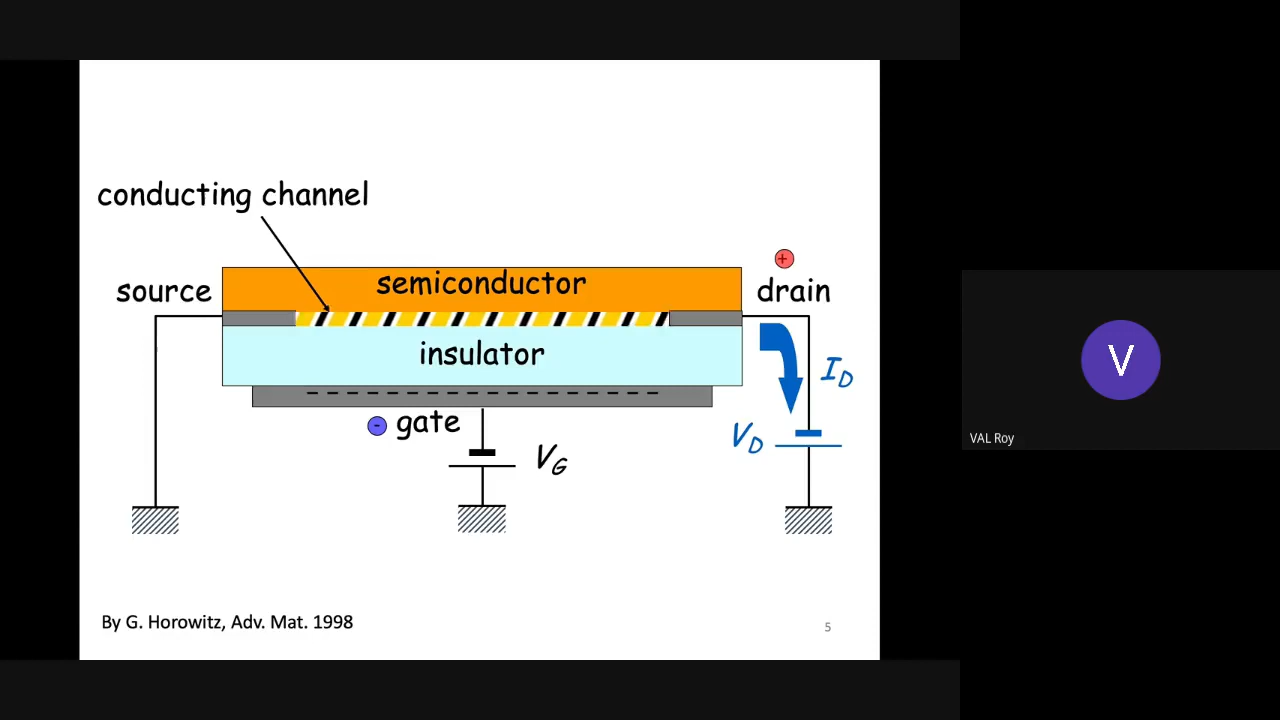 conducting channel
semiconductor
source
drain
+
insulator
I_D
- gate
V_D
V_G
By G. Horowitz, Adv. Mat. 1998
5
V
VAL Roy